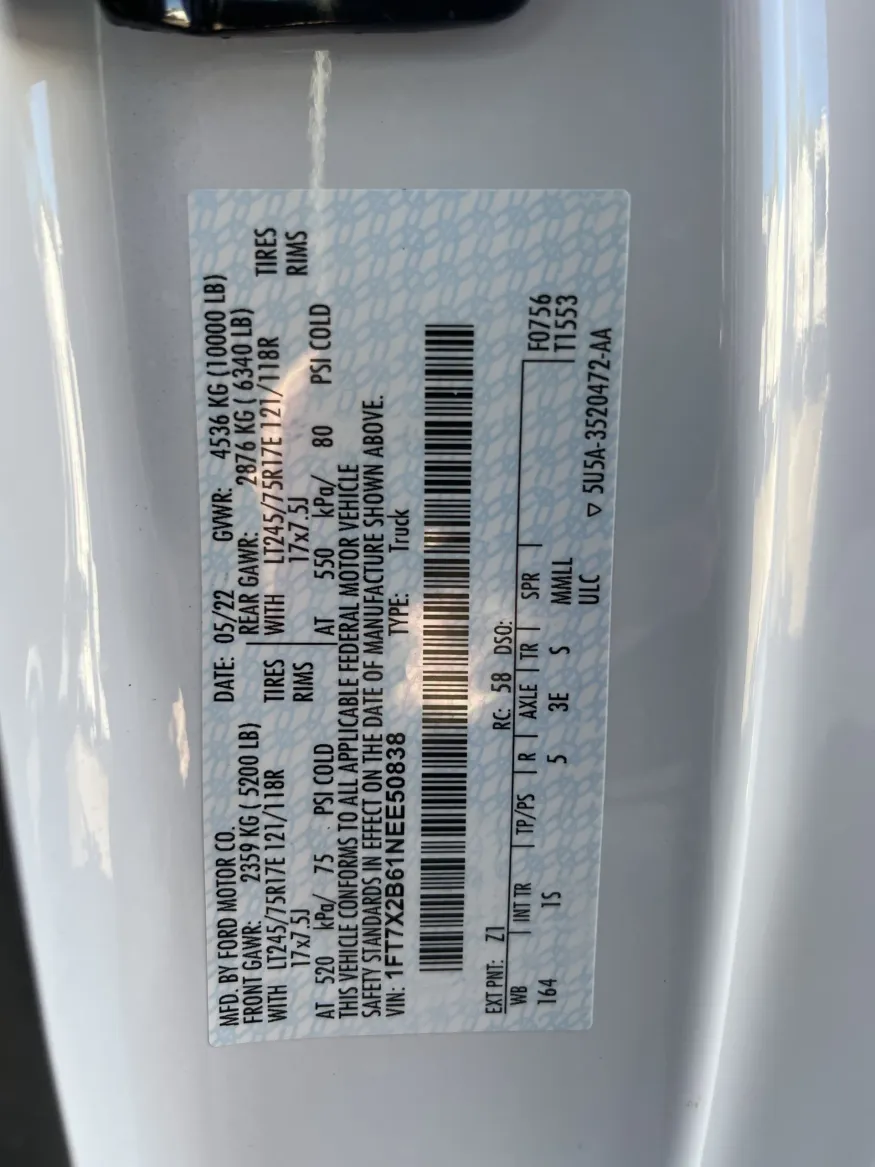 MFD. BY FORD MOTOR CO.
DATE: 05/22 GVWR: 4536 KG (10000 LB)
FRONT GAWR: 2359 KG ( 5200 LB) REAR GAWR: 2876 KG ( 6340 LB)
WITH LT245/75R17E 121/118R TIRES WITH LT245/75R17E 121/118R TIRES
17x7.5J RIMS 17x7.5J RIMS
AT 520 kPa/ 75 PSI COLD AT 550 kPa/ 80 PSI COLD
THIS VEHICLE CONFORMS TO ALL APPLICABLE FEDERAL MOTOR VEHICLE
SAFETY STANDARDS IN EFFECT ON THE DATE OF MANUFACTURE SHOWN ABOVE.
VIN: 1FT7X2B61NEE50838 TYPE: Truck
EXT PNT: Z1 RC: 58 DSO:
WB INT TR TP/PS R AXLE TR SPR F0756
164 1S 5 3E S MMLL T1553
ULC
▽ 5U5A-3520472-AA